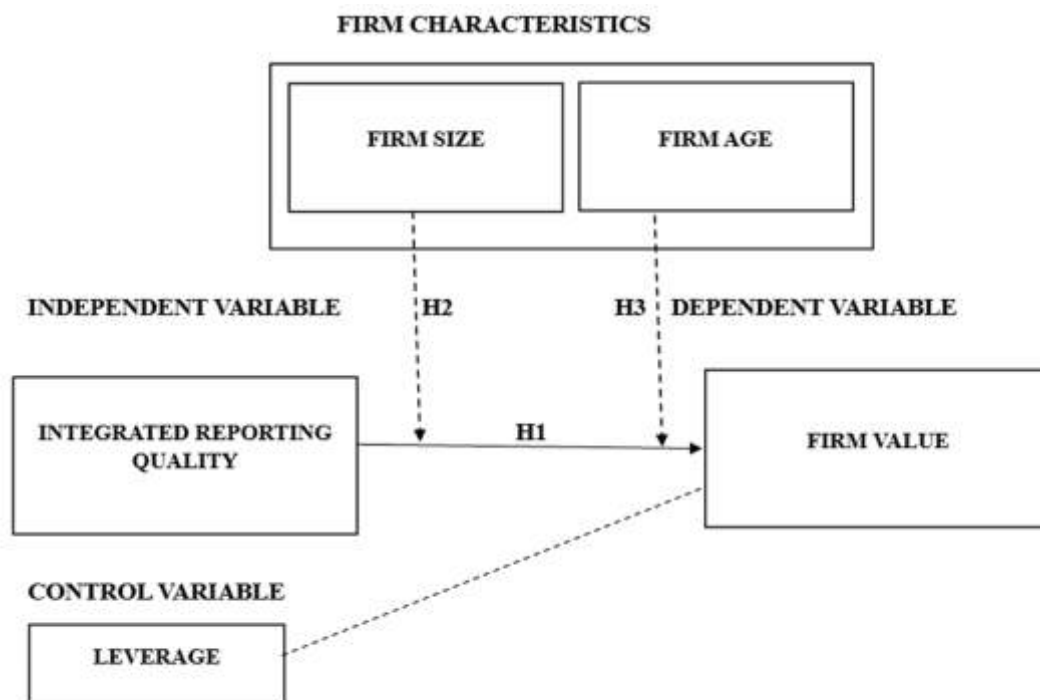 FIRM CHARACTERISTICS
FIRM SIZE
FIRM AGE
INDEPENDENT VARIABLE
H2
H3
DEPENDENT VARIABLE
INTEGRATED REPORTING
QUALITY
H1
FIRM VALUE
CONTROL VARIABLE
LEVERAGE